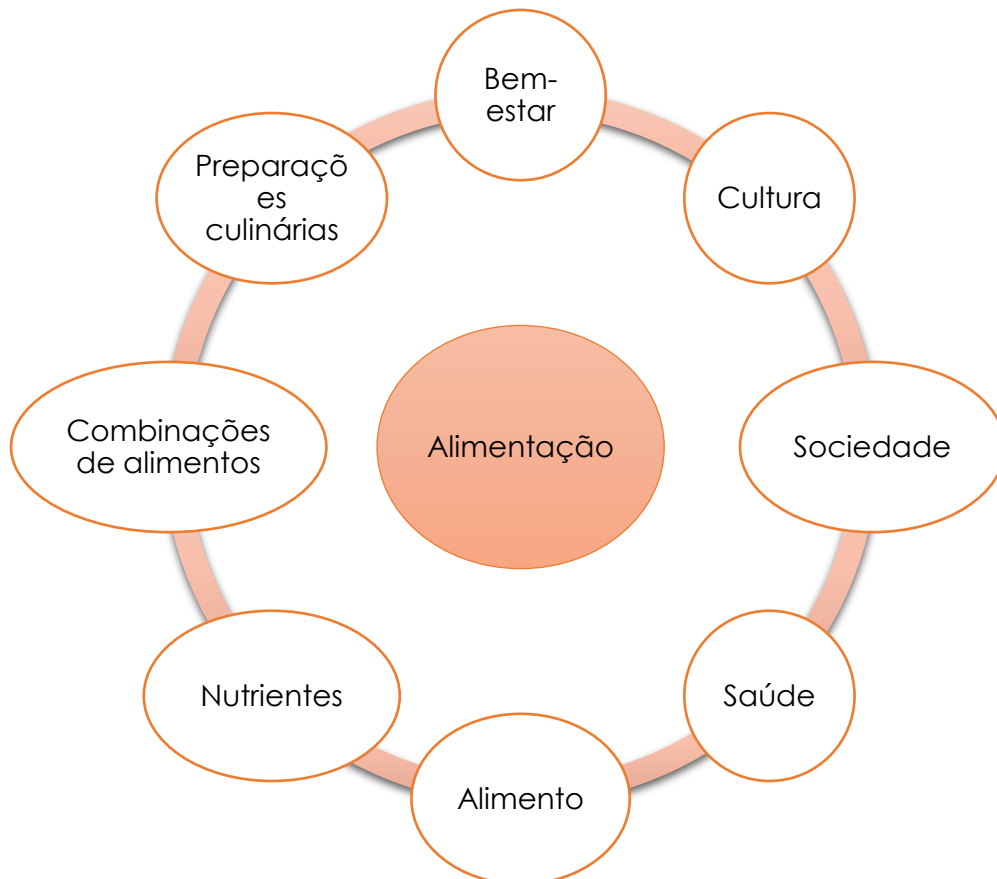 Bem-
estar
Preparaçõ
es
culinárias
Cultura
Combinações
de alimentos
Alimentação
Sociedade
Nutrientes
Saúde
Alimento